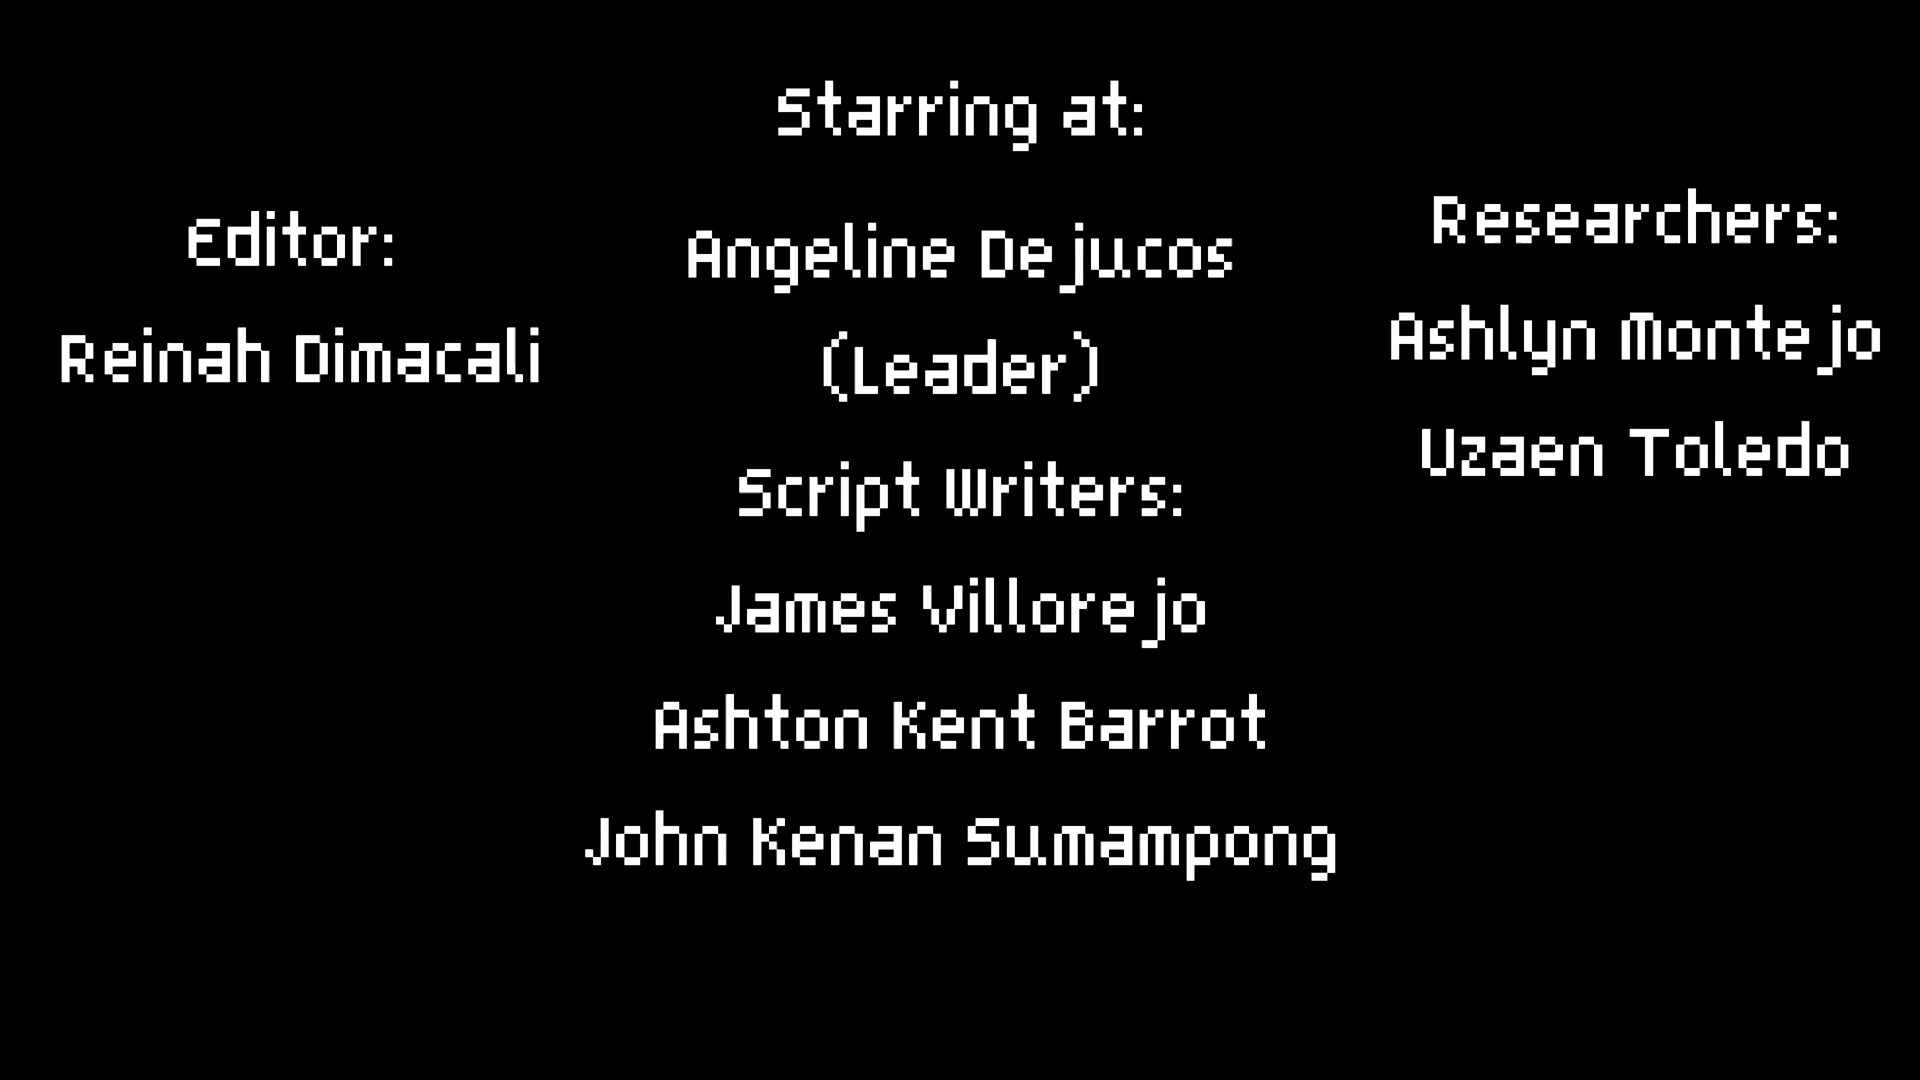 Starring at:
Editor:
Reinah Dimacali
Angeline Dejucos
(Leader)
Script Writers:
James Villorejo
Ashton Kent Barrot
John Kenan Sumampong
Researchers:
Ashlyn Montejo
Uzaen Toledo